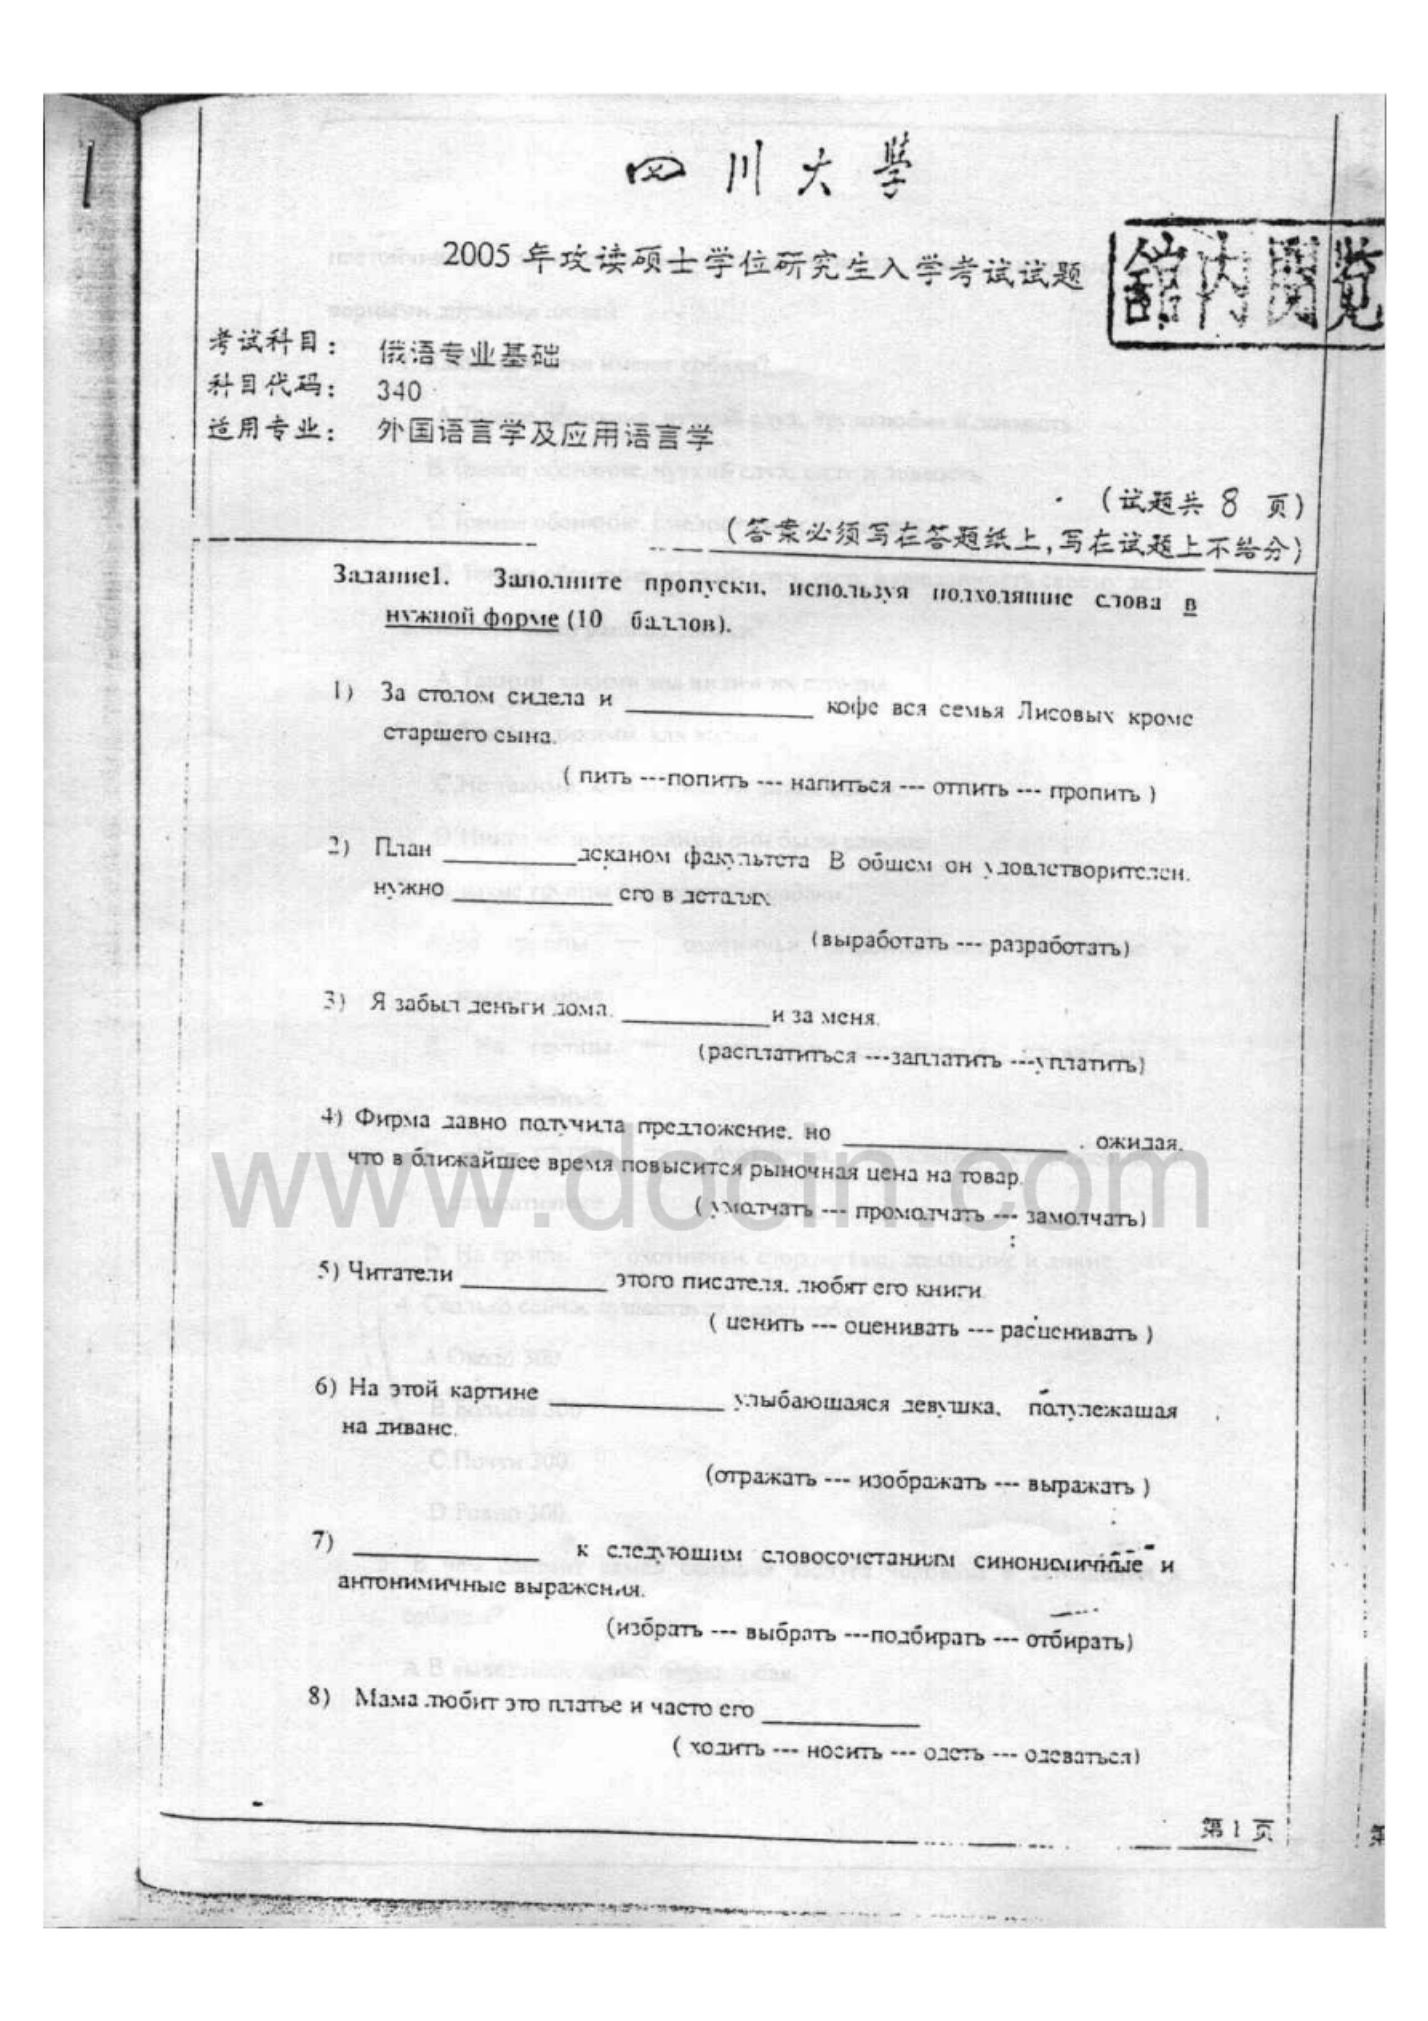 四川大学
2005年攻读硕士学位研究生入学考试试题
馆内阅览
考试科目： 俄语专业基础
科目代码： 340
适用专业： 外国语言学及应用语言学
（试题共 8 页）
（答案必须写在答题纸上,写在试题上不给分）
Задание1. Заполните пропуски, используя подходящие слова в
нужной форме (10 баллов).
1) За столом сидела и ____________ кофе вся семья Лисовых кроме
старшего сына.
( пить ---попить --- напиться --- отпить --- пропить )
2) План _________деканом факультета В общем он удовлетворителен,
нужно ___________ его в деталях
(выработать --- разработать)
3) Я забыл деньги дома, __________и за меня.
(расплатиться ---заплатить ---уплатить)
4) Фирма давно получила предложение, но _______________ , ожидая,
что в ближайшее время повысится рыночная цена на товар.
( умолчать --- промолчать --- замолчать)
5) Читатели __________ этого писателя, любят его книги
( ценить --- оценивать --- расценивать )
6) На этой картине ____________ улыбающаяся девушка, полулежащая
на диване.
(отражать --- изображать --- выражать )
7) _____________ к следующим словосочетаниям синонимичные и
антонимичные выражения.
(избрать --- выбрать ---подбирать --- отбирать)
8) Мама любит это платье и часто его ___________
( ходить --- носить --- одеть --- одеваться)
第 1 页
www.docin.com